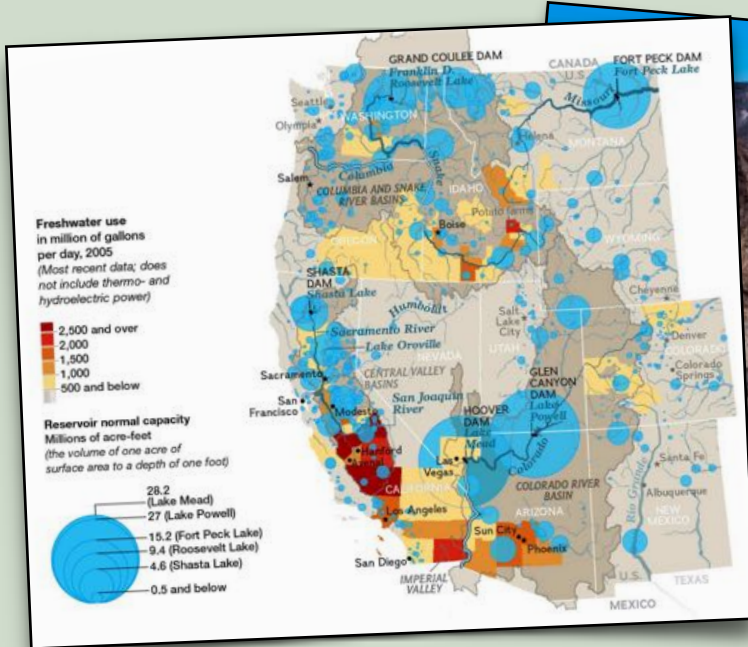 Freshwater use
in million of gallons
per day, 2005
(Most recent data; does
not include thermo- and
hydroelectric power)
2,500 and over
2,000
1,500
1,000
500 and below
Reservoir normal capacity
Millions of acre-feet
(the volume of one acre of
surface area to a depth of one foot)
28.2
(Lake Mead)
27 (Lake Powell)
15.2 (Fort Peck Lake)
9.4 (Roosevelt Lake)
4.6 (Shasta Lake)
0.5 and below
GRAND COULEE DAM
Franklin D.
Roosevelt Lake
CANADA
U.S.
FORT PECK DAM
Fort Peck Lake
Missouri
Seattle
Olympia
WASHINGTON
Helena
MONTANA
Columbia
Snake
Salem
COLUMBIA AND SNAKE
RIVER BASINS
IDAHO
Potato farms
Boise
OREGON
WYOMING
SHASTA
DAM
Shasta Lake
Humboldt
Salt
Lake
City
Cheyenne
Sacramento River
Lake Oroville
NEVADA
UTAH
Denver
COLORADO
Colorado
Springs
Sacramento
CENTRAL VALLEY
BASINS
San
Francisco
Modesto
San Joaquin
River
GLEN
CANYON
DAM
Lake
Powell
HOOVER
DAM
Lake
Mead
Hanford
Las
Vegas
Colorado
CALIFORNIA
COLORADO RIVER
BASIN
Santa Fe
Albuquerque
Rio Grande
NEW
MEXICO
Los Angeles
ARIZONA
Sun City
Phoenix
San Diego
IMPERIAL
VALLEY
U.S.
MEXICO
TEXAS